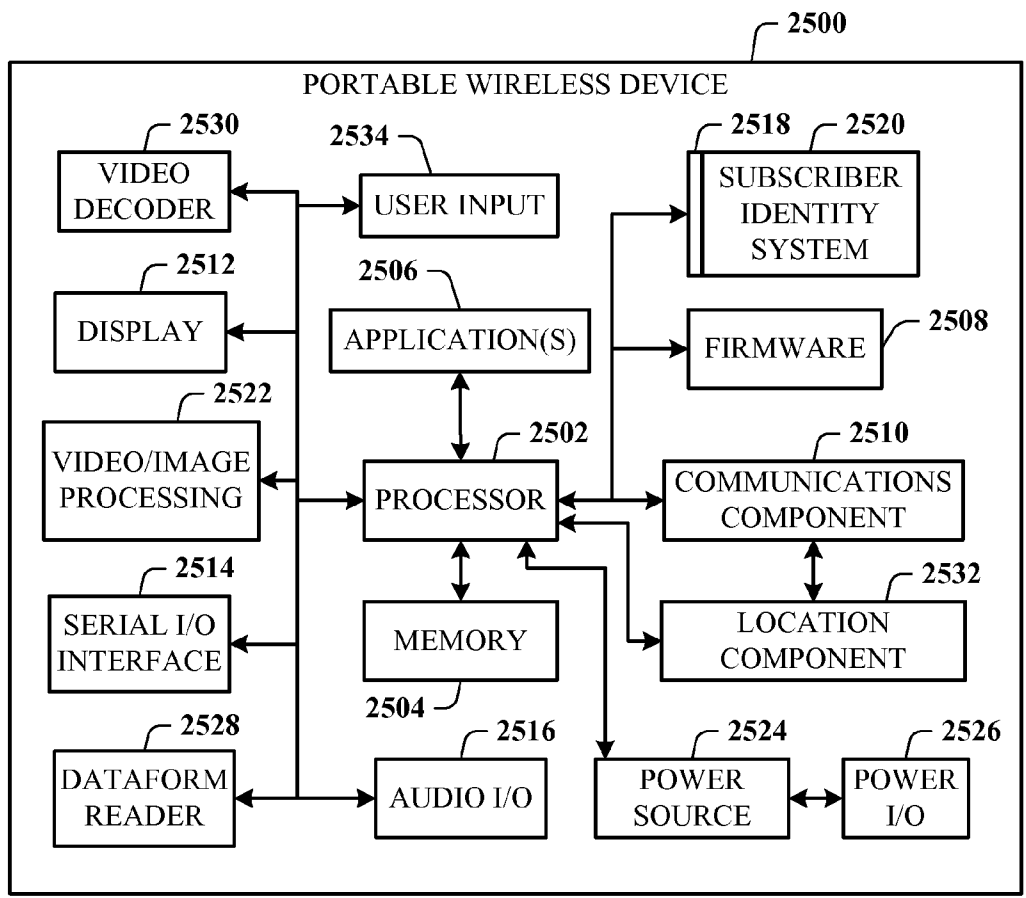 2500
PORTABLE WIRELESS DEVICE
2530
VIDEO
DECODER
2534
USER INPUT
2518
2520
SUBSCRIBER
IDENTITY
SYSTEM
2512
DISPLAY
2506
APPLICATION(S)
2508
FIRMWARE
2522
VIDEO/IMAGE
PROCESSING
2502
PROCESSOR
2510
COMMUNICATIONS
COMPONENT
2514
SERIAL I/O
INTERFACE
MEMORY
2504
2532
LOCATION
COMPONENT
2528
DATAFORM
READER
2516
AUDIO I/O
2524
POWER
SOURCE
2526
POWER
I/O